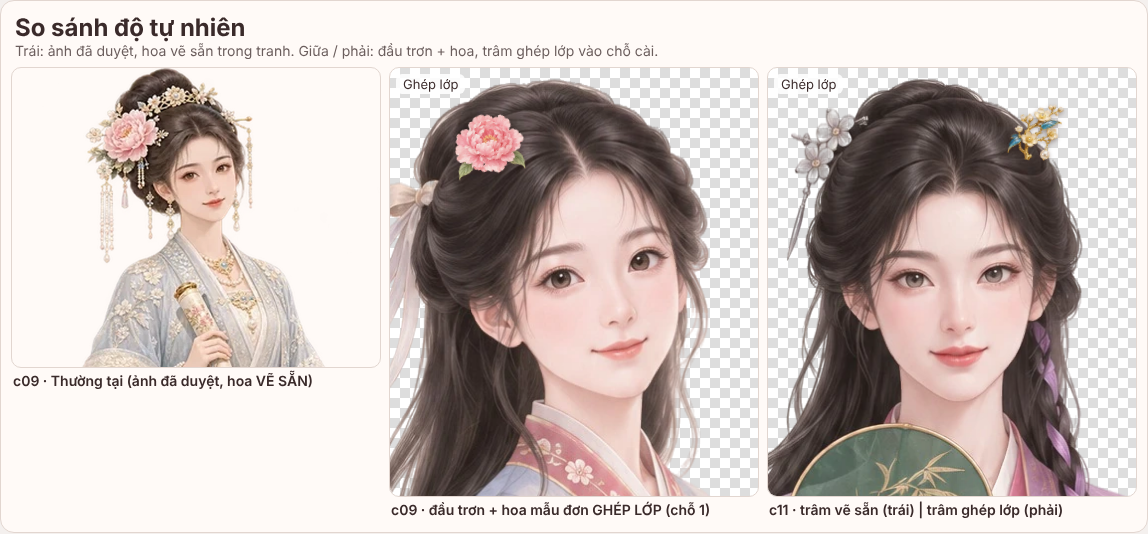 So sánh độ tự nhiên
Trái: ảnh đã duyệt, hoa vẽ sẵn trong tranh. Giữa / phải: đầu trơn + hoa, trâm ghép lớp vào chỗ cài.
Ghép lớp
Ghép lớp
c09 · Thường tại (ảnh đã duyệt, hoa VẼ SẴN)
c09 · đầu trơn + hoa mẫu đơn GHÉP LỚP (chỗ 1)
c11 · trâm vẽ sẵn (trái) | trâm ghép lớp (phải)